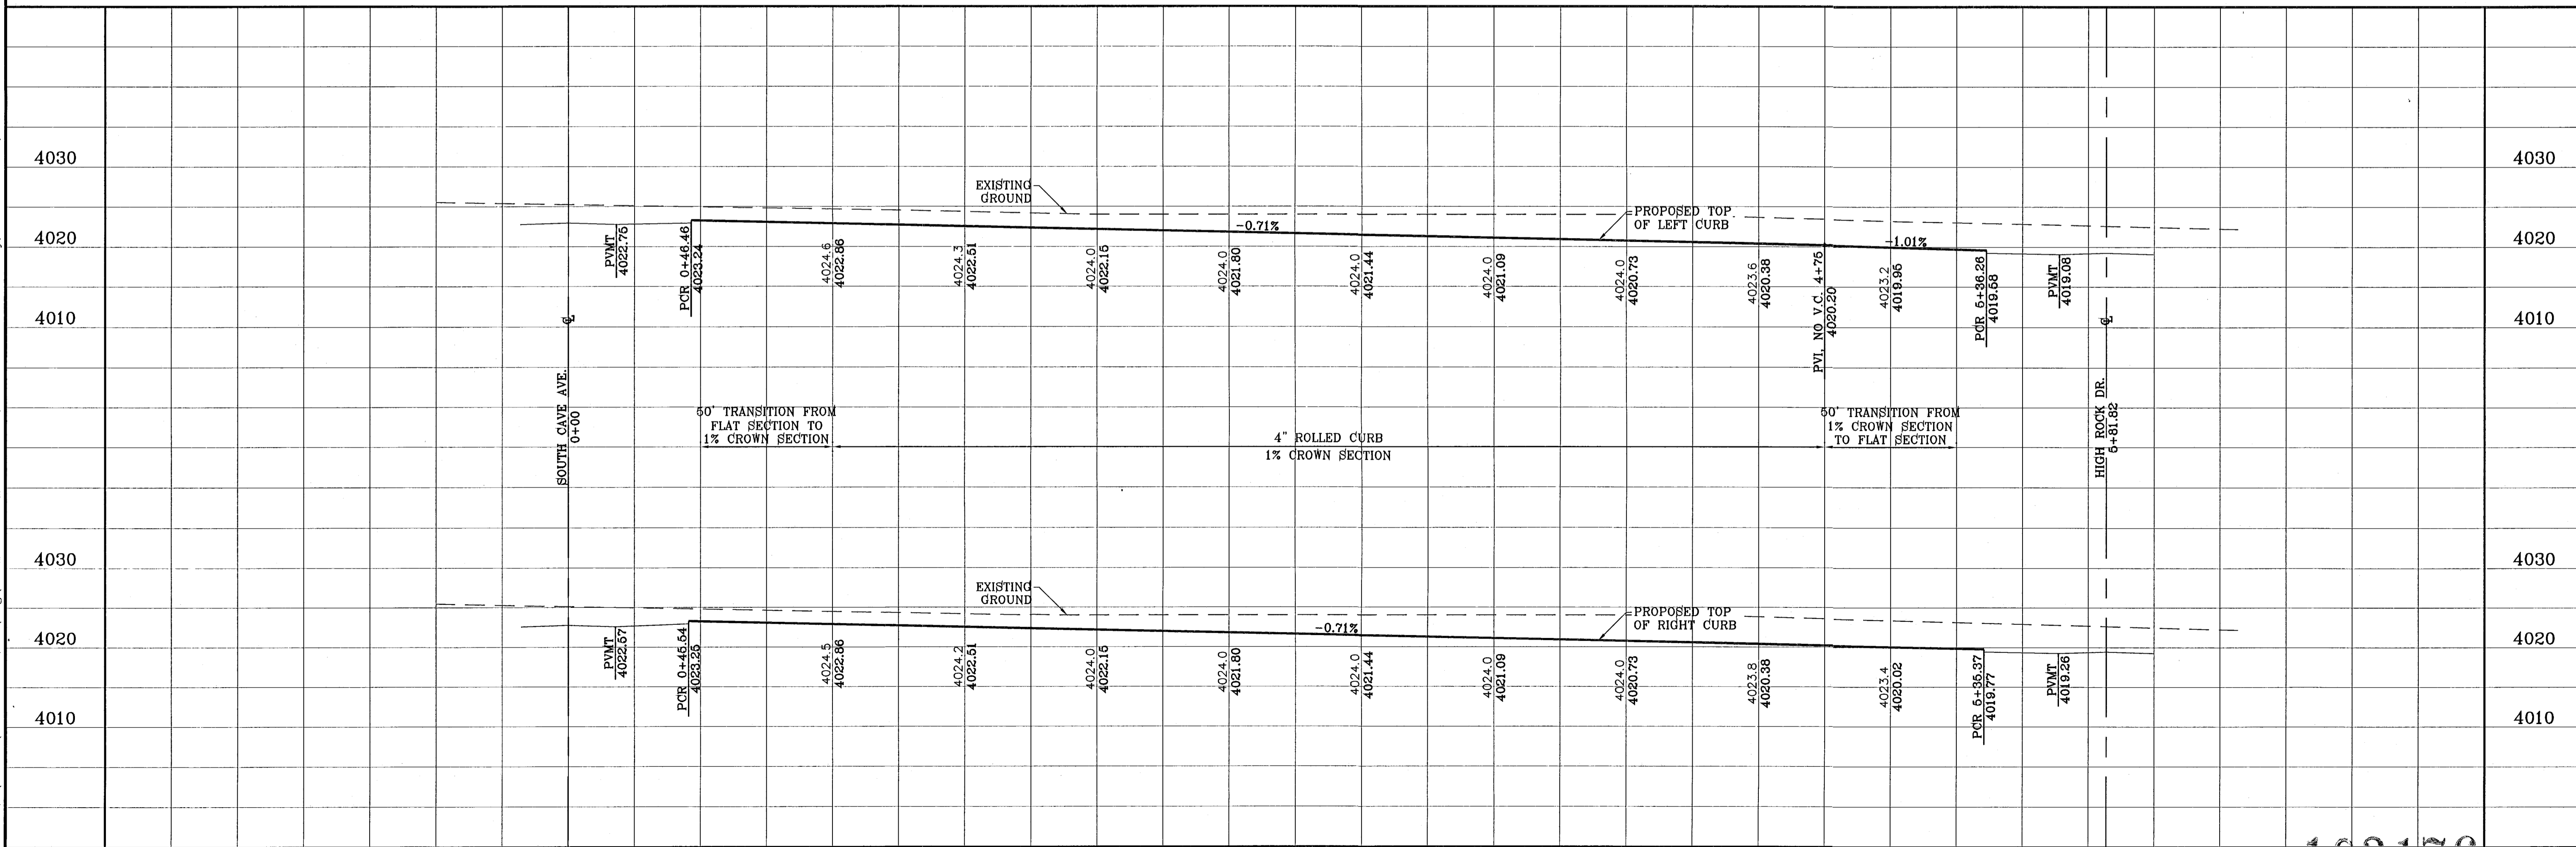 4030
4030
EXISTING
GROUND
PROPOSED TOP
OF LEFT CURB
-0.71%
-1.01%
4020
4020
PVMT
4022.75
PCR 0+46.46
4023.24
4024.6
4022.86
4024.3
4022.51
4024.0
4022.15
4024.0
4021.80
4024.0
4021.44
4024.0
4021.09
4024.0
4020.73
4023.6
4020.38
PVI, NO V.C. 4+75
4020.20
4023.2
4019.95
PCR 5+36.26
4019.58
PVMT
4019.08
4010
4010
℄
℄
SOUTH CAVE AVE.
0+00
50' TRANSITION FROM
FLAT SECTION TO
1% CROWN SECTION
4" ROLLED CURB
1% CROWN SECTION
50' TRANSITION FROM
1% CROWN SECTION
TO FLAT SECTION
HIGH ROCK DR.
5+81.82
4030
4030
EXISTING
GROUND
PROPOSED TOP
OF RIGHT CURB
-0.71%
4020
4020
PVMT
4022.57
PCR 0+45.54
4023.25
4024.5
4022.86
4024.2
4022.51
4024.0
4022.15
4024.0
4021.80
4024.0
4021.44
4024.0
4021.09
4024.0
4020.73
4023.8
4020.38
4023.4
4020.02
PCR 5+35.37
4019.77
PVMT
4019.26
4010
4010